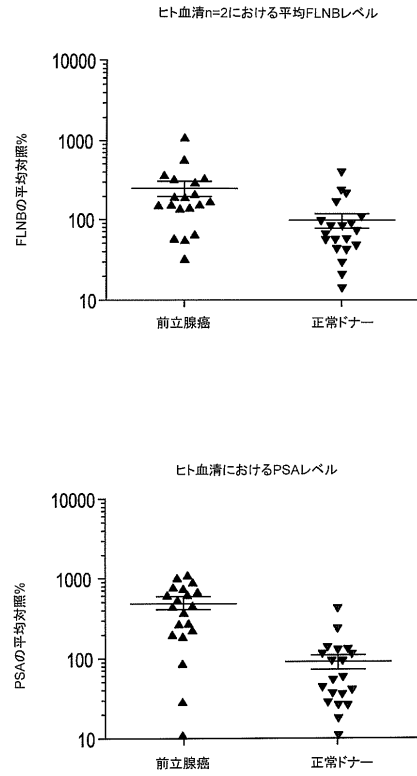 ヒト血清n=2における平均FLNBレベル
FLNBの平均対照%
10000
1000
100
10
前立腺癌
正常ドナー
ヒト血清におけるPSAレベル
PSAの平均対照%
10000
1000
100
10
前立腺癌
正常ドナー